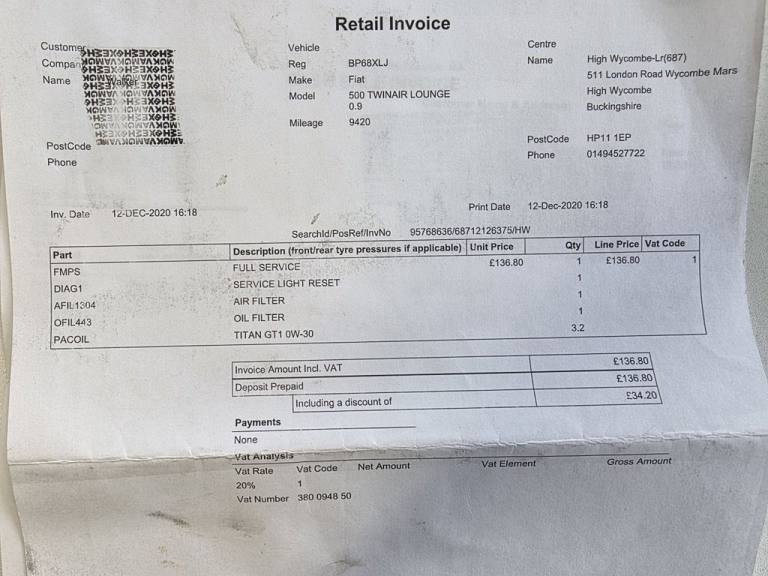 Retail Invoice
Customer
Company
Name
PostCode
Phone
Vehicle
Reg BP68XLJ
Make Fiat
Model 500 TWINAIR LOUNGE
0.9
Mileage 9420
Centre
Name High Wycombe-Lr(687)
511 London Road Wycombe Mars
High Wycombe
Buckingshire
PostCode HP11 1EP
Phone 01494527722
Inv. Date 12-DEC-2020 16:18
Print Date 12-Dec-2020 16:18
SearchId/PosRef/InvNo 95768636/68712126375/HW
Part Description (front/rear tyre pressures if applicable) Unit Price Qty Line Price Vat Code
FMPS FULL SERVICE £136.80 1 £136.80 1
DIAG1 SERVICE LIGHT RESET 1
AFIL1304 AIR FILTER 1
OFIL443 OIL FILTER 1
PACOIL TITAN GT1 0W-30 3.2
Invoice Amount Incl. VAT £136.80
Deposit Prepaid £136.80
Including a discount of £34.20
Payments
None
Vat Analysis
Vat Rate Vat Code Net Amount Vat Element Gross Amount
20% 1
Vat Number 380 0948 50